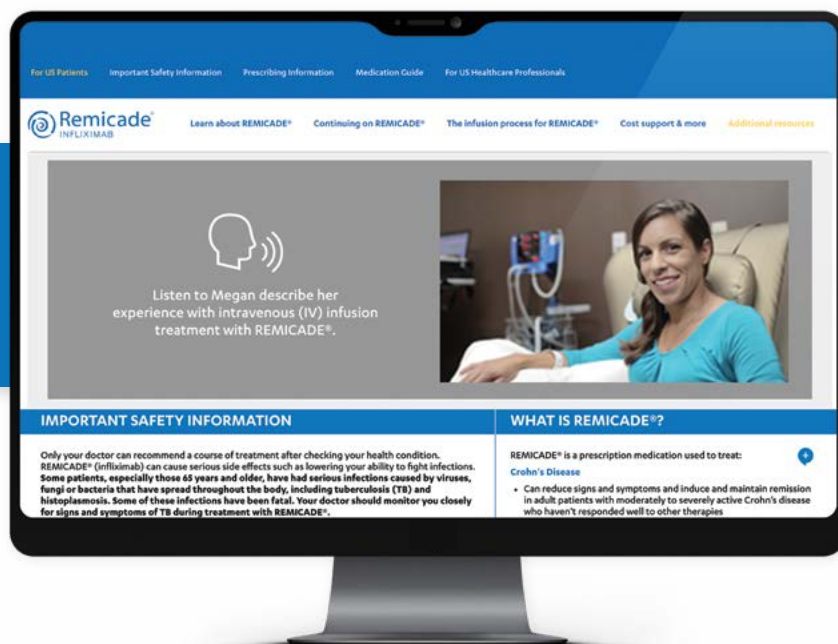 For US Patients Important Safety Information Prescribing Information Medication Guide For US Healthcare Professionals
Remicade®
INFLIXIMAB
Learn about REMICADE® Continuing on REMICADE® The infusion process for REMICADE® Cost support & more Additional resources
Listen to Megan describe her
experience with intravenous (IV) infusion
treatment with REMICADE®.
IMPORTANT SAFETY INFORMATION
Only your doctor can recommend a course of treatment after checking your health condition.
REMICADE® (infliximab) can cause serious side effects such as lowering your ability to fight infections.
Some patients, especially those 65 years and older, have had serious infections caused by viruses,
fungi or bacteria that have spread throughout the body, including tuberculosis (TB) and
histoplasmosis. Some of these infections have been fatal. Your doctor should monitor you closely
for signs and symptoms of TB during treatment with REMICADE®.
WHAT IS REMICADE®?
REMICADE® is a prescription medication used to treat:
Crohn's Disease
• Can reduce signs and symptoms and induce and maintain remission
in adult patients with moderately to severely active Crohn's disease
who haven't responded well to other therapies